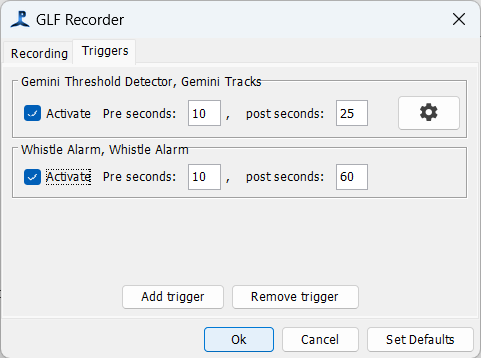 GLF Recorder
Recording Triggers
Gemini Threshold Detector, Gemini Tracks
Activate Pre seconds: 10 , post seconds: 25
Whistle Alarm, Whistle Alarm
Activate Pre seconds: 10 , post seconds: 60
Add trigger Remove trigger
Ok Cancel Set Defaults